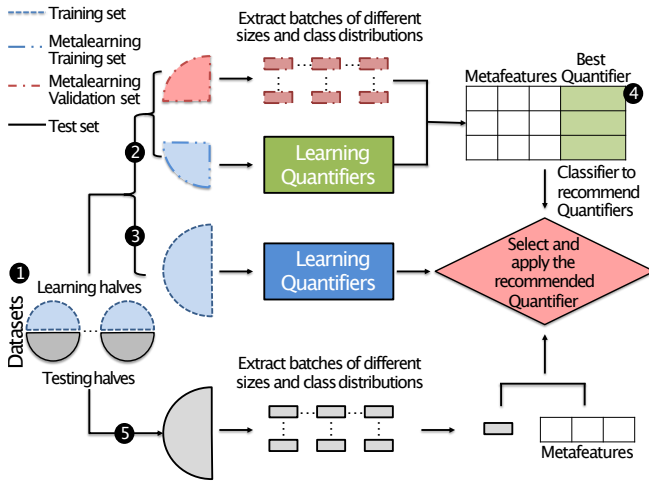 Training set
Metalearning
Training set
Metalearning
Validation set
Test set
Extract batches of different
sizes and class distributions
Best
Metafeatures Quantifier
4
2
Learning
Quantifiers
Classifier to
recommend
Quantifiers
3
Learning
Quantifiers
Select and
apply the
recommended
Quantifier
1
Datasets
Learning halves
Testing halves
Extract batches of different
sizes and class distributions
5
Metafeatures